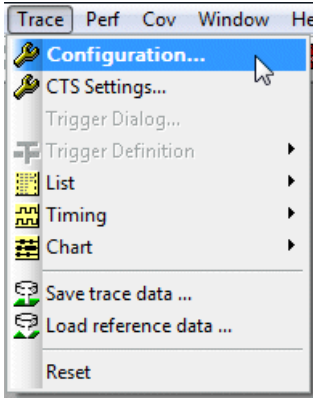 Trace Perf Cov Window He
Configuration...
CTS Settings...
Trigger Dialog...
Trigger Definition
List
Timing
Chart
Save trace data ...
Load reference data ...
Reset